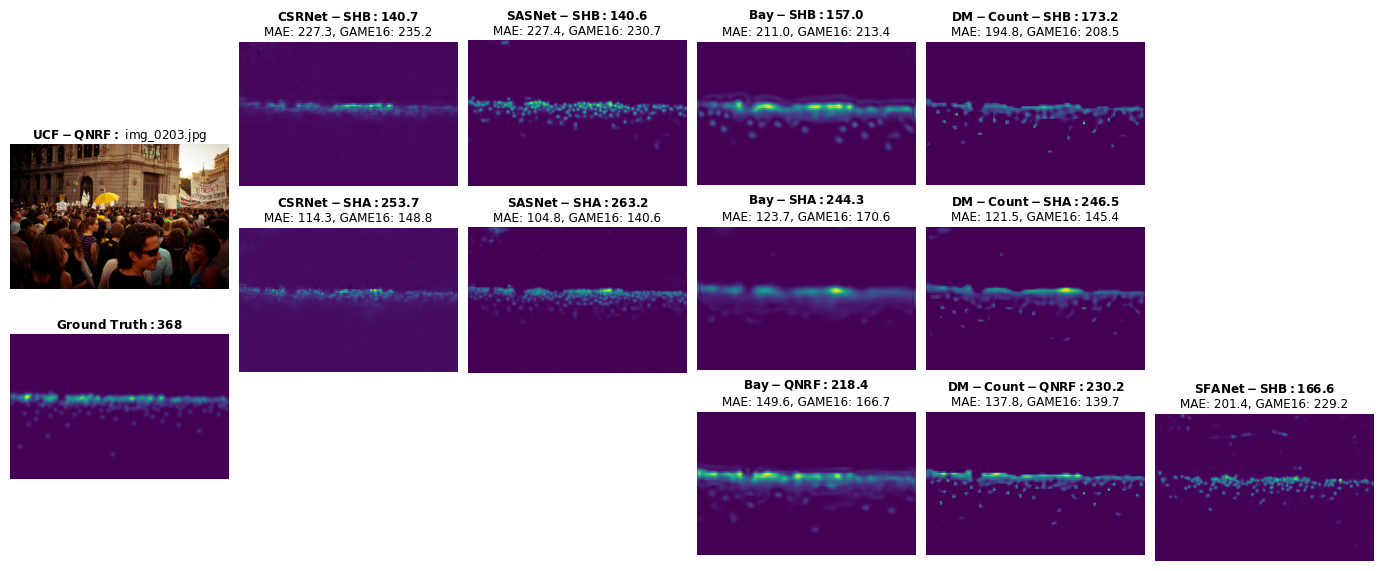 CSRNet−SHB: 140.7
MAE: 227.3, GAME16: 235.2
SASNet−SHB: 140.6
MAE: 227.4, GAME16: 230.7
Bay−SHB: 157.0
MAE: 211.0, GAME16: 213.4
DM−Count−SHB: 173.2
MAE: 194.8, GAME16: 208.5
UCF−QNRF: img_0203.jpg
CSRNet−SHA: 253.7
MAE: 114.3, GAME16: 148.8
SASNet−SHA: 263.2
MAE: 104.8, GAME16: 140.6
Bay−SHA: 244.3
MAE: 123.7, GAME16: 170.6
DM−Count−SHA: 246.5
MAE: 121.5, GAME16: 145.4
Ground Truth: 368
Bay−QNRF: 218.4
MAE: 149.6, GAME16: 166.7
DM−Count−QNRF: 230.2
MAE: 137.8, GAME16: 139.7
SFANet−SHB: 166.6
MAE: 201.4, GAME16: 229.2